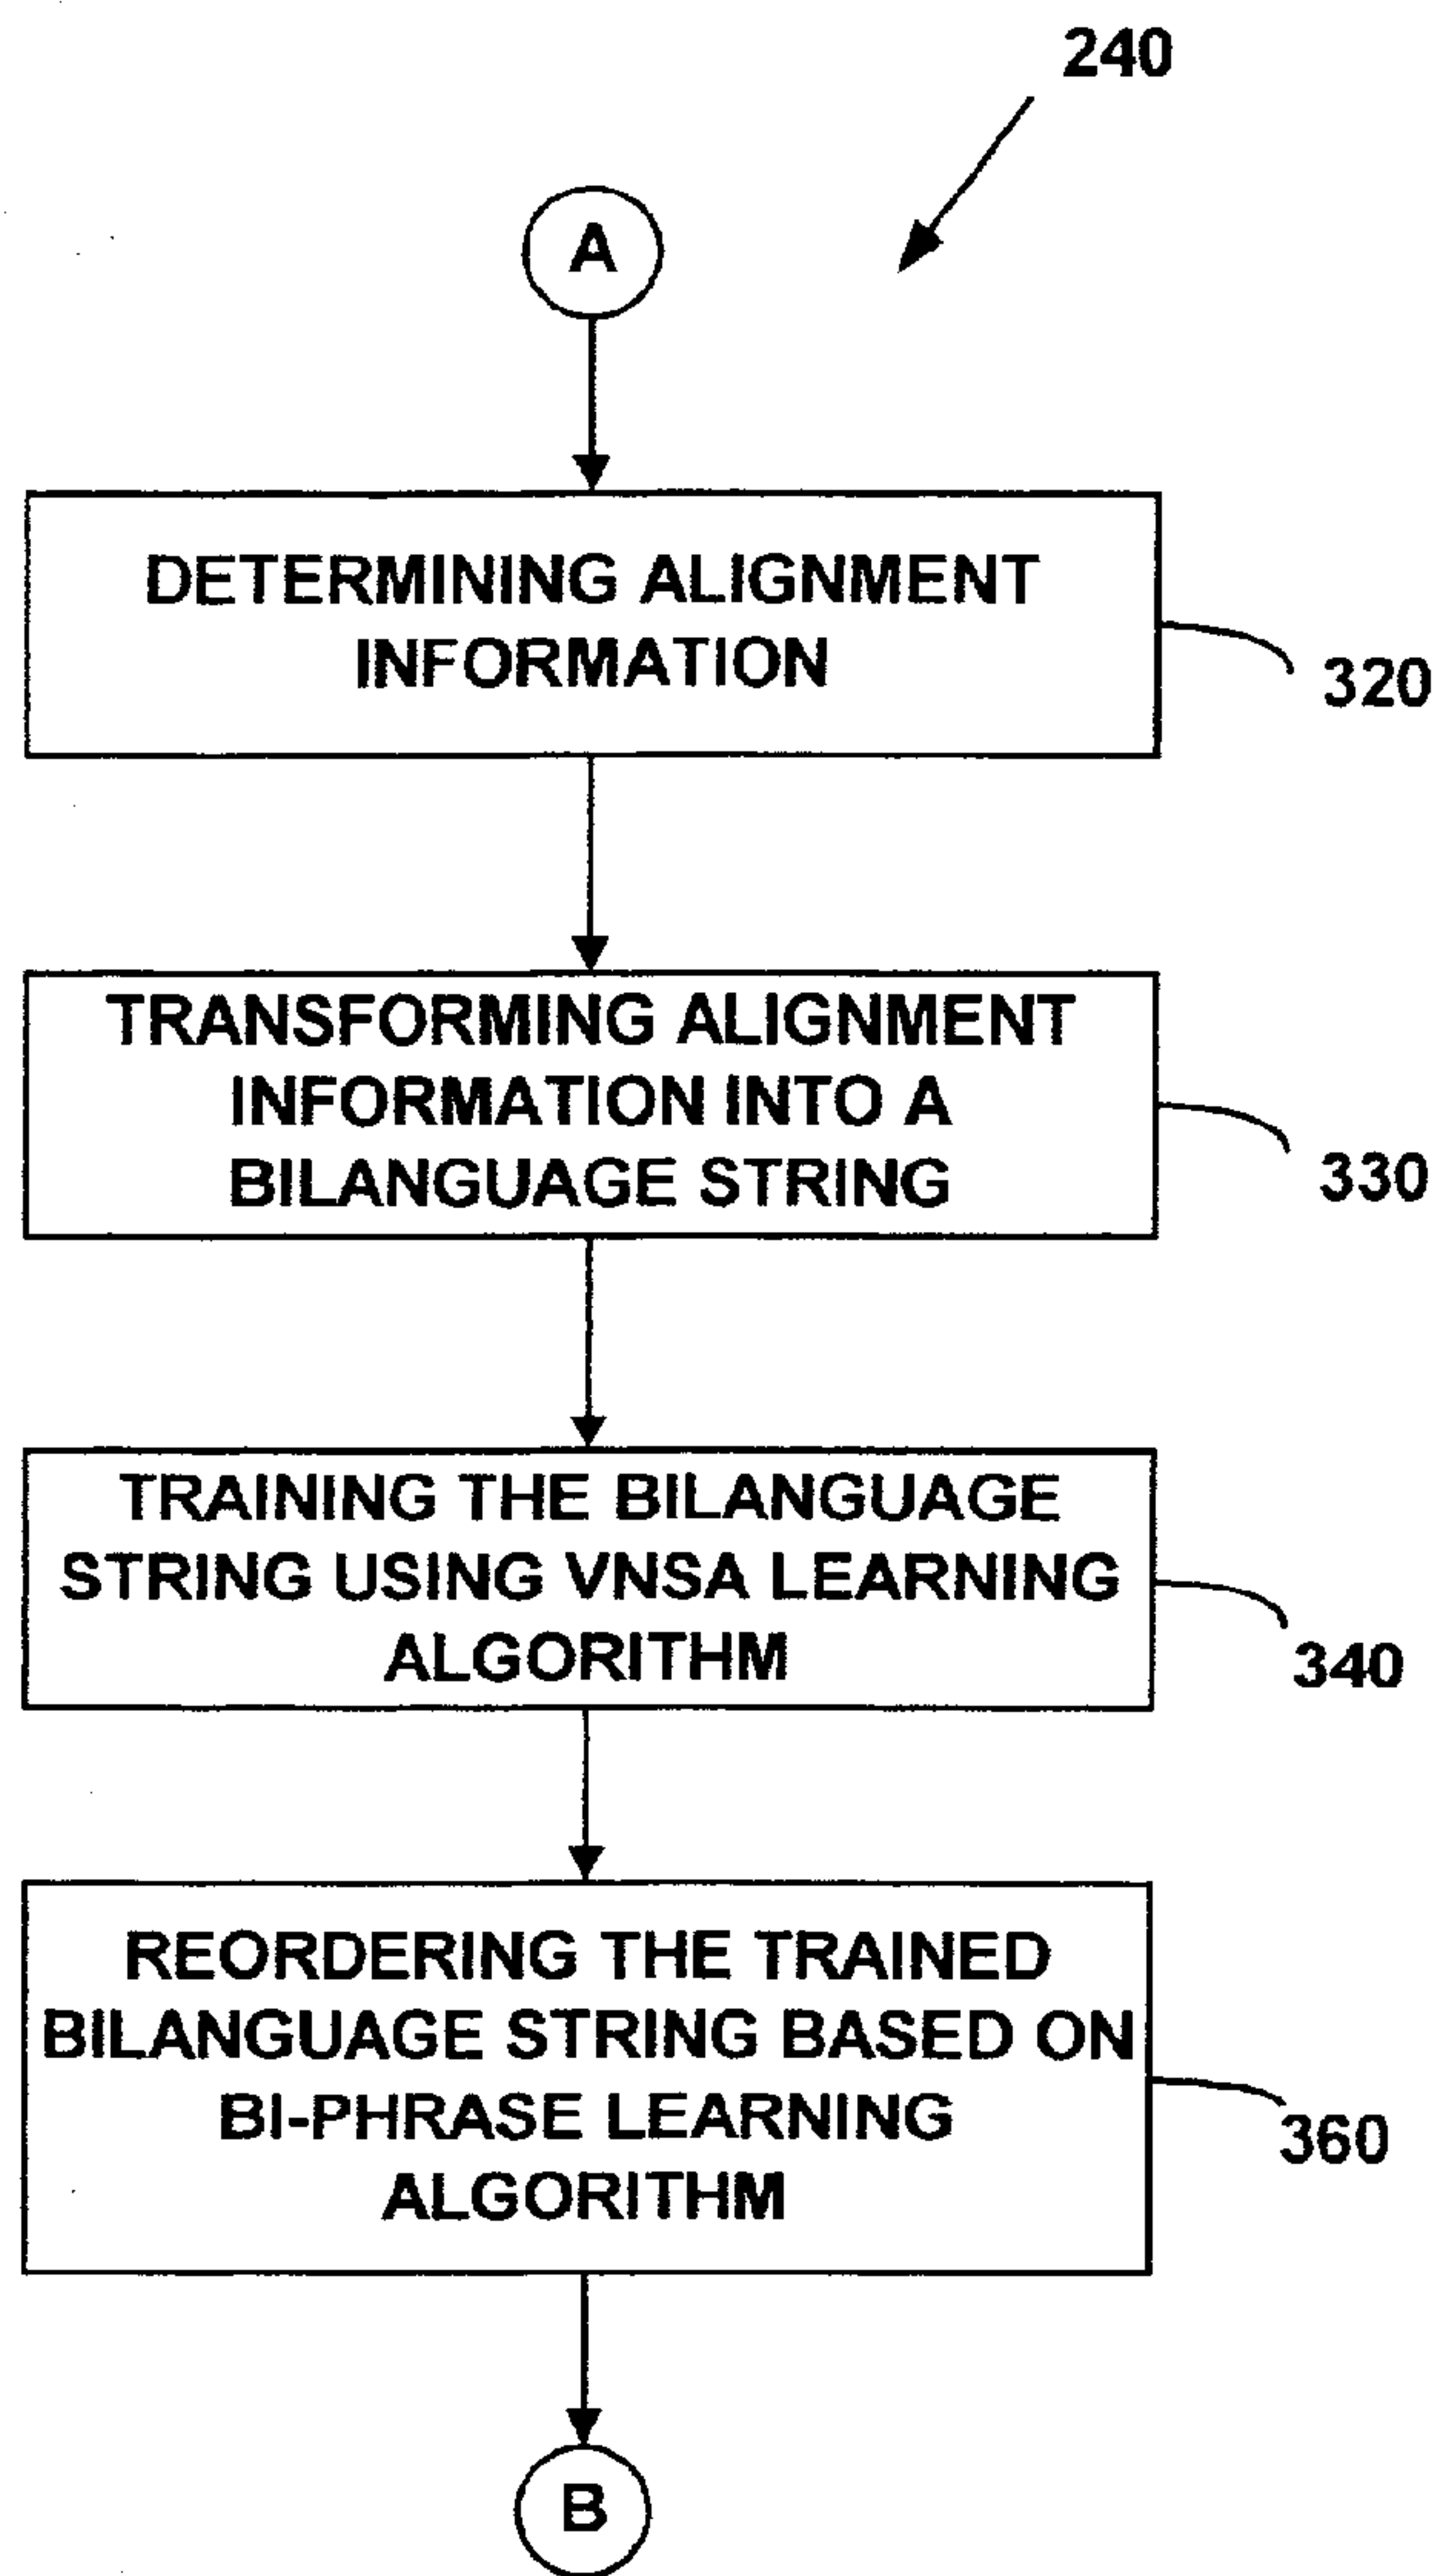 240
A
DETERMINING ALIGNMENT
INFORMATION
320
TRANSFORMING ALIGNMENT
INFORMATION INTO A
BILANGUAGE STRING
330
TRAINING THE BILANGUAGE
STRING USING VNSA LEARNING
ALGORITHM
340
REORDERING THE TRAINED
BILANGUAGE STRING BASED ON
BI-PHRASE LEARNING
ALGORITHM
360
B